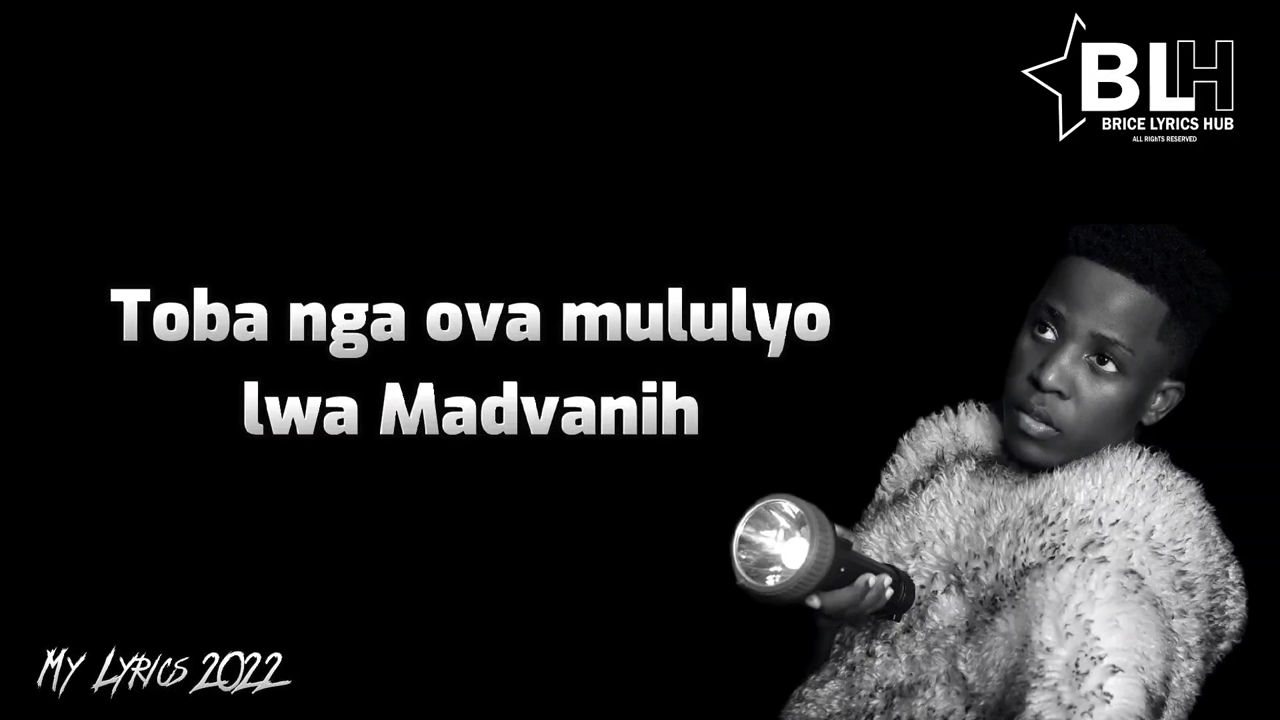 BLH
BRICE LYRICS HUB
ALL RIGHTS RESERVED
Toba nga ova mululyo
lwa Madvanih
My Lyrics 2022